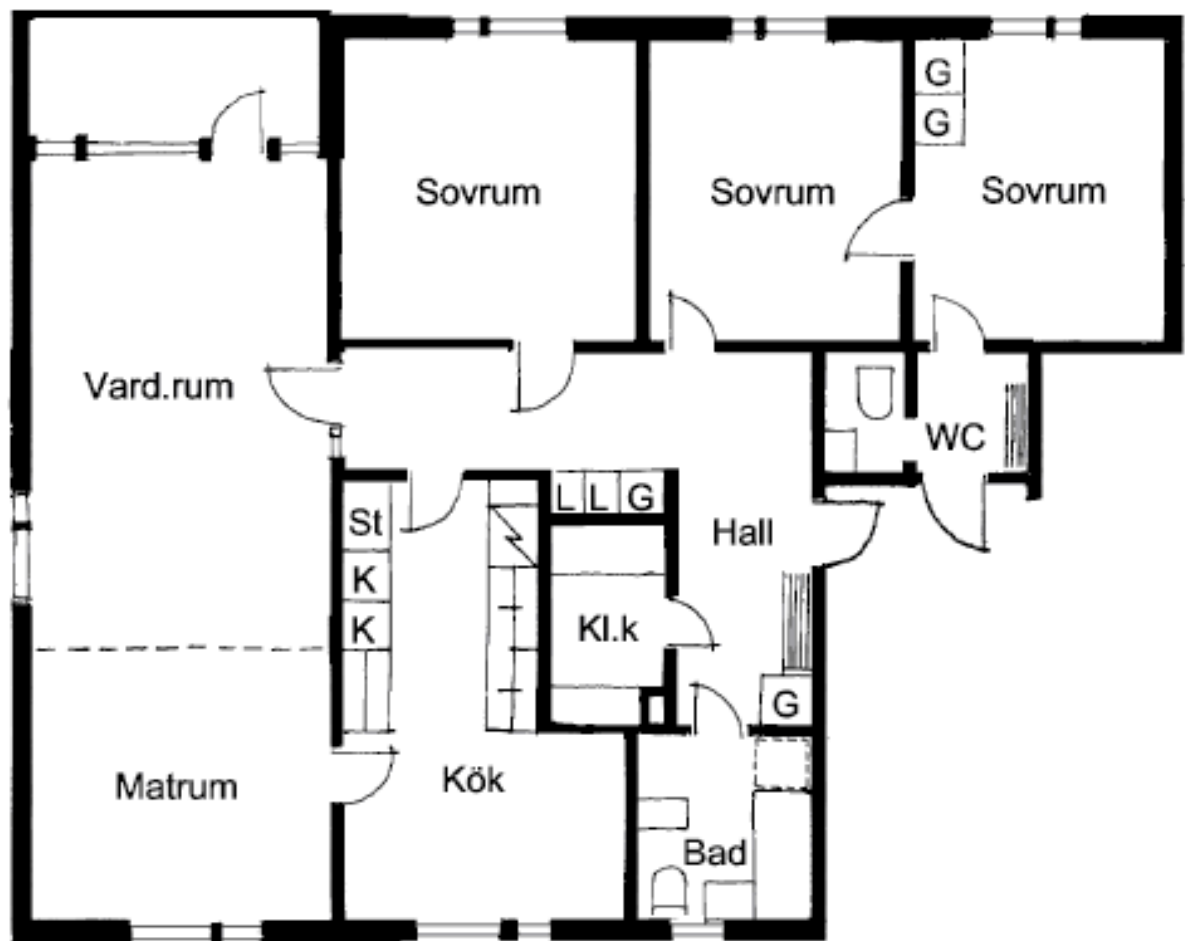 G
G
Sovrum
Sovrum
Sovrum
Vard.rum
WC
L L G
St
Hall
K
K
Kl.k
G
Matrum
Kök
Bad